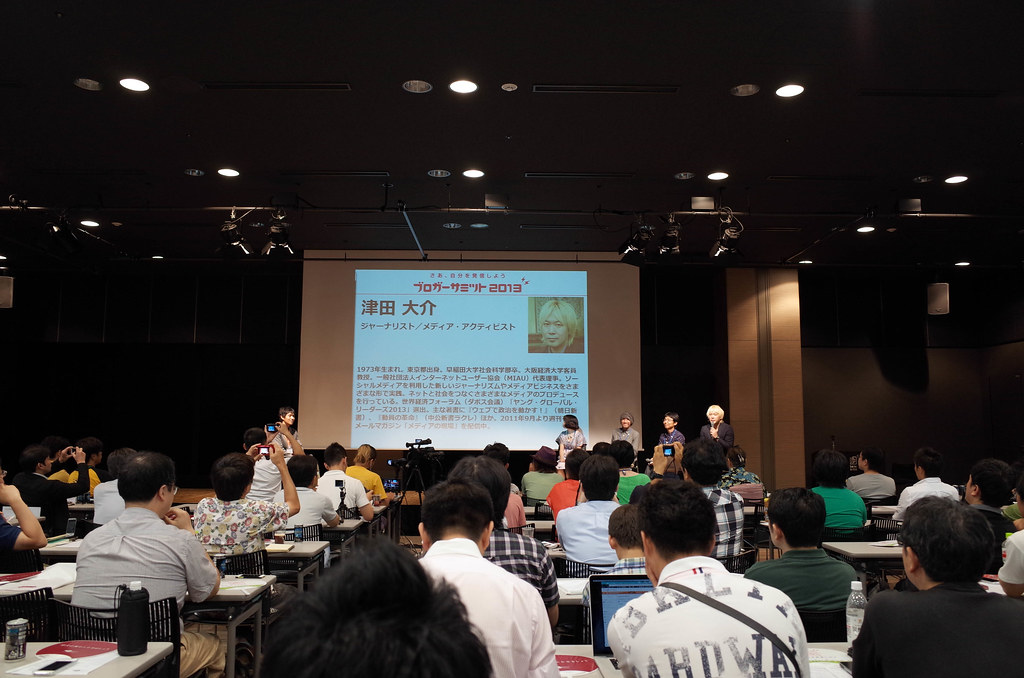 さあ、自分を発信しよう
ブロガーサミット2013
津田 大介
ジャーナリスト／メディア・アクティビスト
1973年生まれ。東京都出身。早稲田大学社会科学部卒。大阪経済大学客員
教授。一般社団法人インターネットユーザー協会（MIAU）代表理事。ソー
シャルメディアを利用した新しいジャーナリズムやメディアビジネスをさま
ざまな形で実践。ネットと社会をつなぐさまざまなメディアのプロデュース
を行っている。世界経済フォーラム（ダボス会議）「ヤング・グローバル・
リーダーズ2013」選出。主な著書に「ウェブで政治を動かす！」（朝日新
書）、「動員の革命」（中公新書ラクレ）ほか。2011年9月より週刊
メールマガジン「メディアの現場」を配信中。